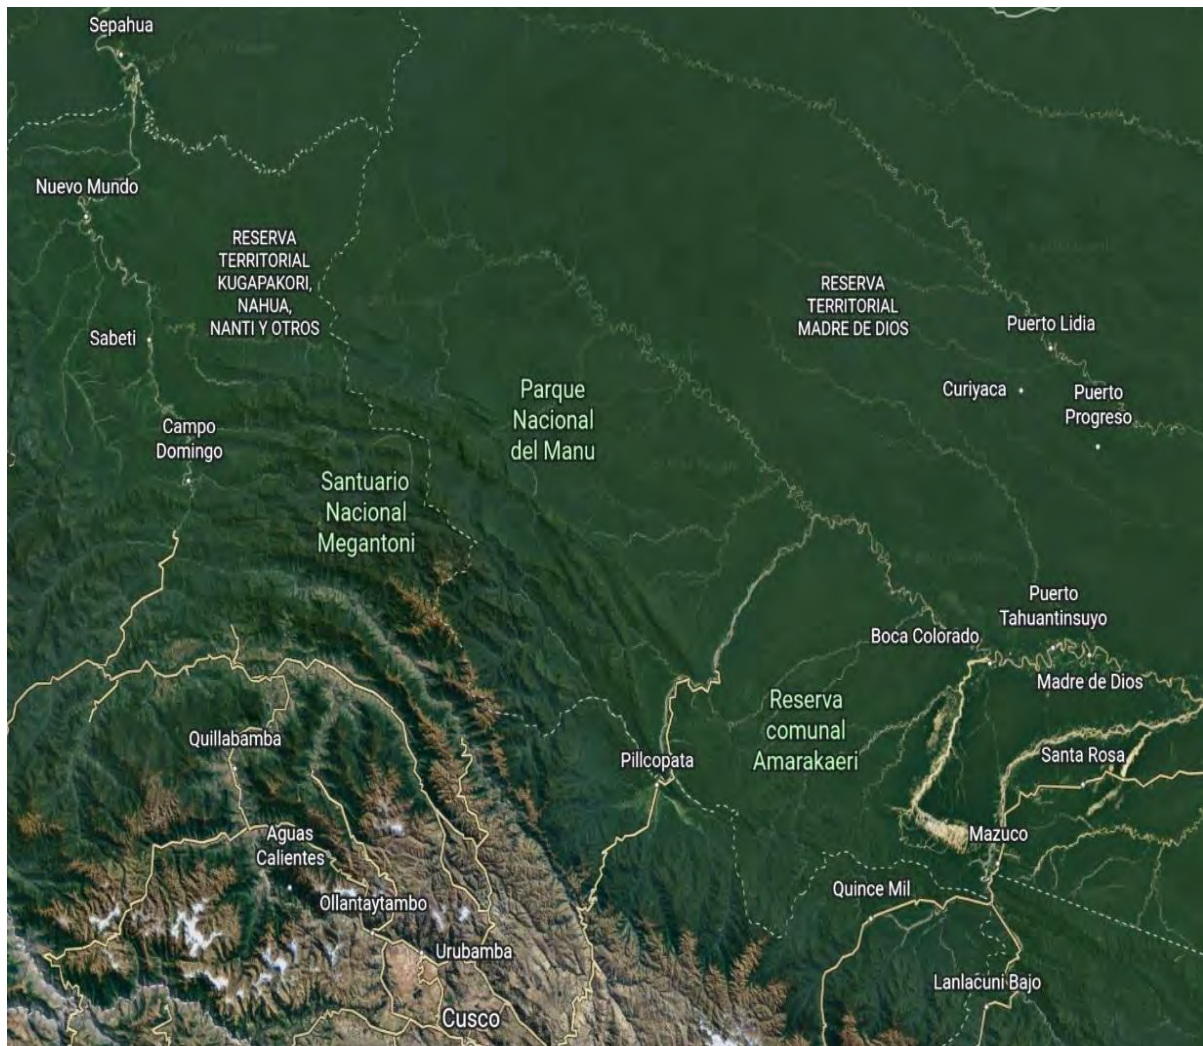 Sepahua
Nuevo Mundo
RESERVA
TERRITORIAL
KUGAPAKORI,
NAHUA,
NANTI Y OTROS
RESERVA
TERRITORIAL
MADRE DE DIOS
Sabeti
Puerto Lidia
Parque
Nacional
del Manu
Curiyaca
Puerto
Progreso
Campo
Domingo
Santuario
Nacional
Megantoni
Puerto
Tahuantinsuyo
Boca Colorado
Madre de Dios
Reserva
comunal
Amarakaeri
Quillabamba
Pillcopata
Santa Rosa
Aguas
Calientes
Mazuco
Ollantaytambo
Quince Mil
Urubamba
Lanlacuni Bajo
Cusco